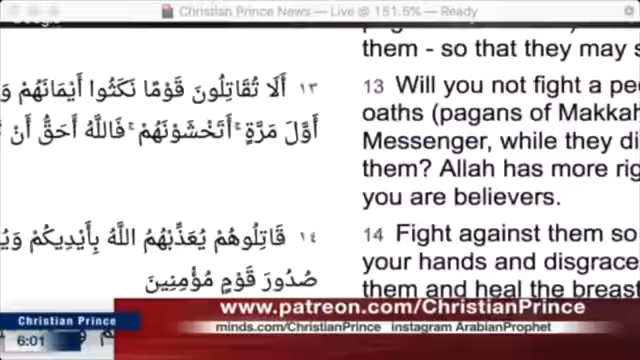 Christian Prince News — Live @ 181.5% — Ready
them - so that they may s
١٣ أَلَا تُقَاتِلُونَ قَوْمًا نَكَثُوا أَيْمَانَهُمْ
أَوَّلَ مَرَّةٍ ۚ أَتَخْشَوْنَهُمْ ۚ فَاللَّهُ أَحَقُّ أَنْ
13 Will you not fight a pe
oaths (pagans of Makkah
Messenger, while they di
them? Allah has more rig
you are believers.
١٤ قَاتِلُوهُمْ يُعَذِّبْهُمُ اللَّهُ بِأَيْدِيكُمْ
صُدُورَ قَوْمٍ مُؤْمِنِينَ
14 Fight against them so
your hands and disgrace
them and heal the breast
www.patreon.com/ChristianPrince
Christian Prince
minds.com/ChristianPrince instagram ArabianProphet
6:01